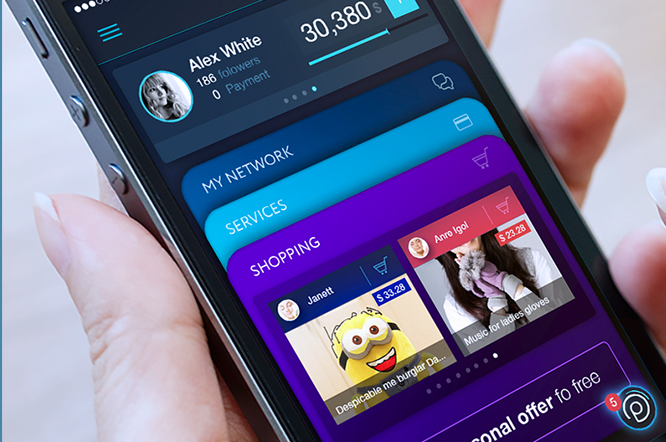 30,380 $
Alex White
186 folowers
0 Payment
MY NETWORK
SERVICES
SHOPPING
Janett
$ 33.28
Despicable me burglar Da...
Anre Igol
$ 23.28
Music for ladies gloves
sonal offer fo free
5